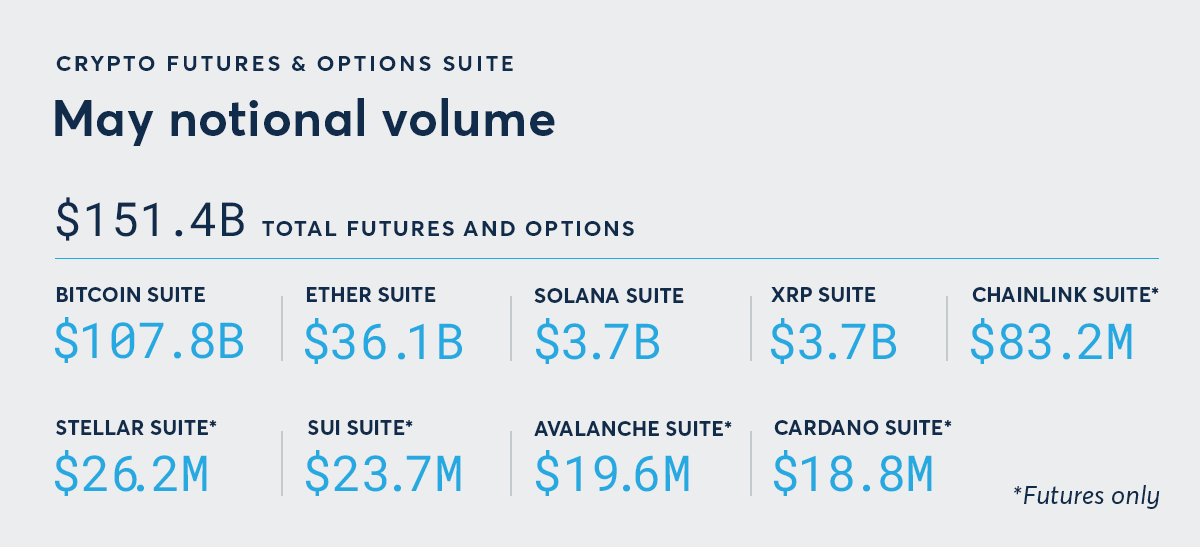 CRYPTO FUTURES & OPTIONS SUITE
May notional volume
$151.4B TOTAL FUTURES AND OPTIONS
BITCOIN SUITE
$107.8B
ETHER SUITE
$36.1B
SOLANA SUITE
$3.7B
XRP SUITE
$3.7B
CHAINLINK SUITE*
$83.2M
STELLAR SUITE*
$26.2M
SUI SUITE*
$23.7M
AVALANCHE SUITE*
$19.6M
CARDANO SUITE*
$18.8M
*Futures only